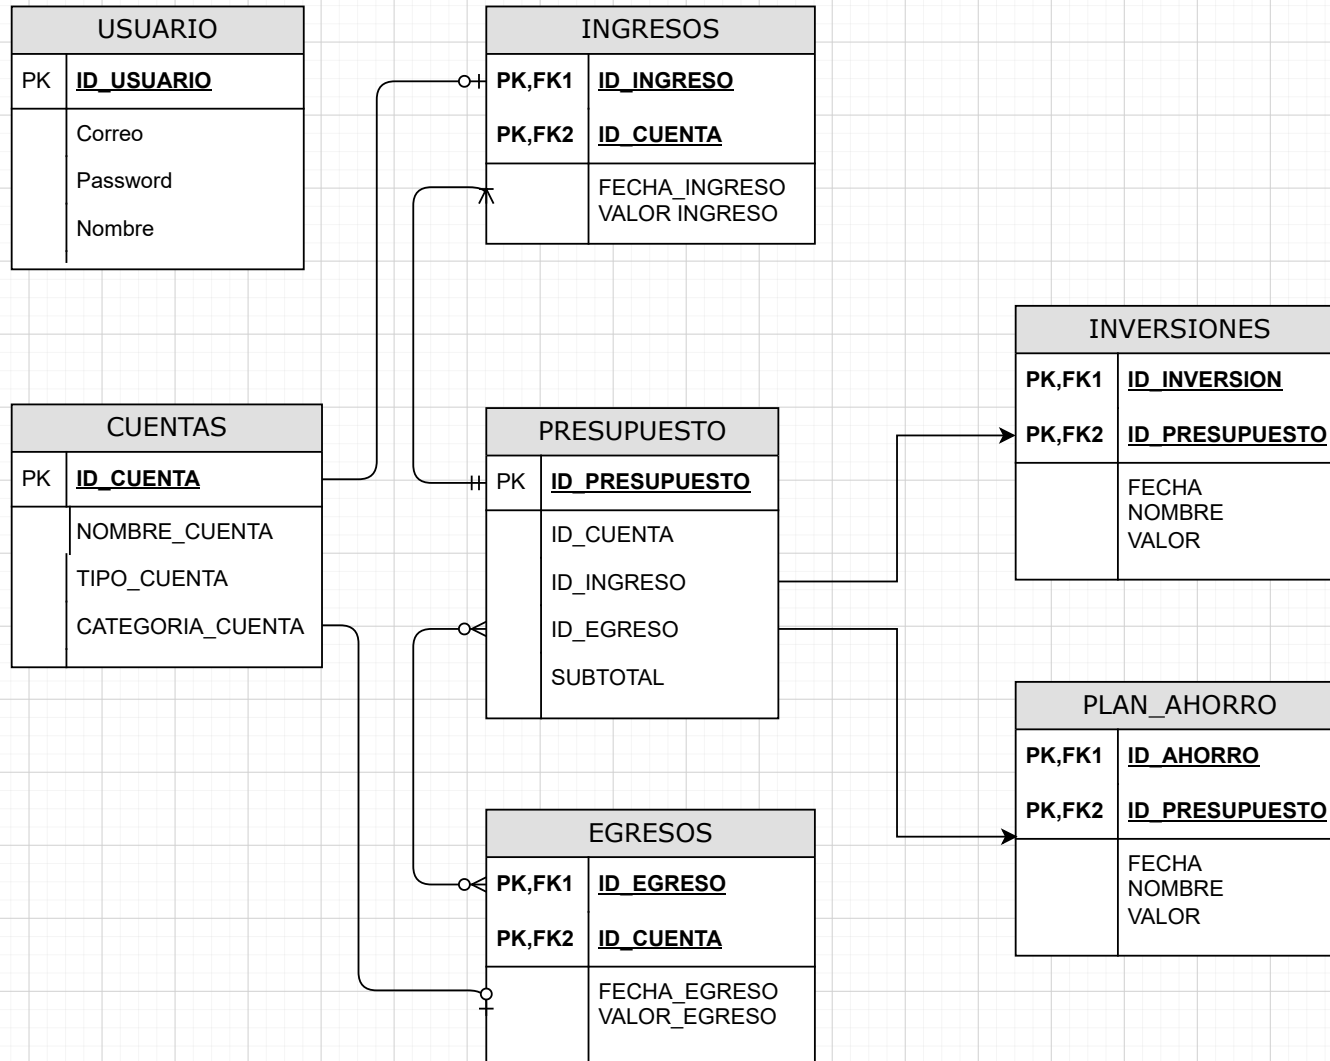 USUARIO
PK ID_USUARIO
Correo
Password
Nombre
INGRESOS
PK,FK1 ID_INGRESO
PK,FK2 ID_CUENTA
FECHA_INGRESO
VALOR INGRESO
INVERSIONES
PK,FK1 ID_INVERSION
PK,FK2 ID_PRESUPUESTO
FECHA
NOMBRE
VALOR
CUENTAS
PK ID_CUENTA
NOMBRE_CUENTA
TIPO_CUENTA
CATEGORIA_CUENTA
PRESUPUESTO
PK ID_PRESUPUESTO
ID_CUENTA
ID_INGRESO
ID_EGRESO
SUBTOTAL
PLAN_AHORRO
PK,FK1 ID_AHORRO
PK,FK2 ID_PRESUPUESTO
FECHA
NOMBRE
VALOR
EGRESOS
PK,FK1 ID_EGRESO
PK,FK2 ID_CUENTA
FECHA_EGRESO
VALOR_EGRESO